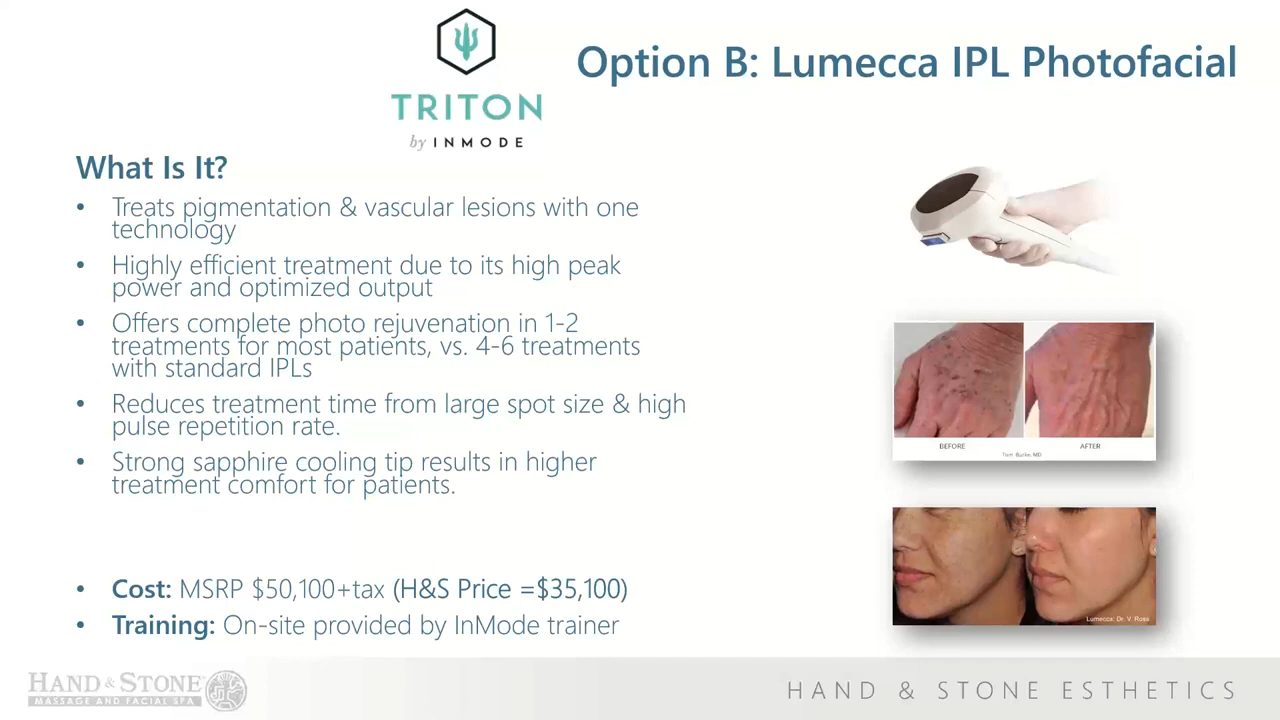 TRITON
by INMODE
Option B: Lumecca IPL Photofacial
What Is It?
• Treats pigmentation & vascular lesions with one
technology
• Highly efficient treatment due to its high peak
power and optimized output
• Offers complete photo rejuvenation in 1-2
treatments for most patients, vs. 4-6 treatments
with standard IPLs
• Reduces treatment time from large spot size & high
pulse repetition rate.
• Strong sapphire cooling tip results in higher
treatment comfort for patients.
• Cost: MSRP $50,100+tax (H&S Price =$35,100)
• Training: On-site provided by InMode trainer
BEFORE
AFTER
Lumecca: Dr. V. Ross
HAND & STONE
MASSAGE AND FACIAL SPA
HAND & STONE ESTHETICS